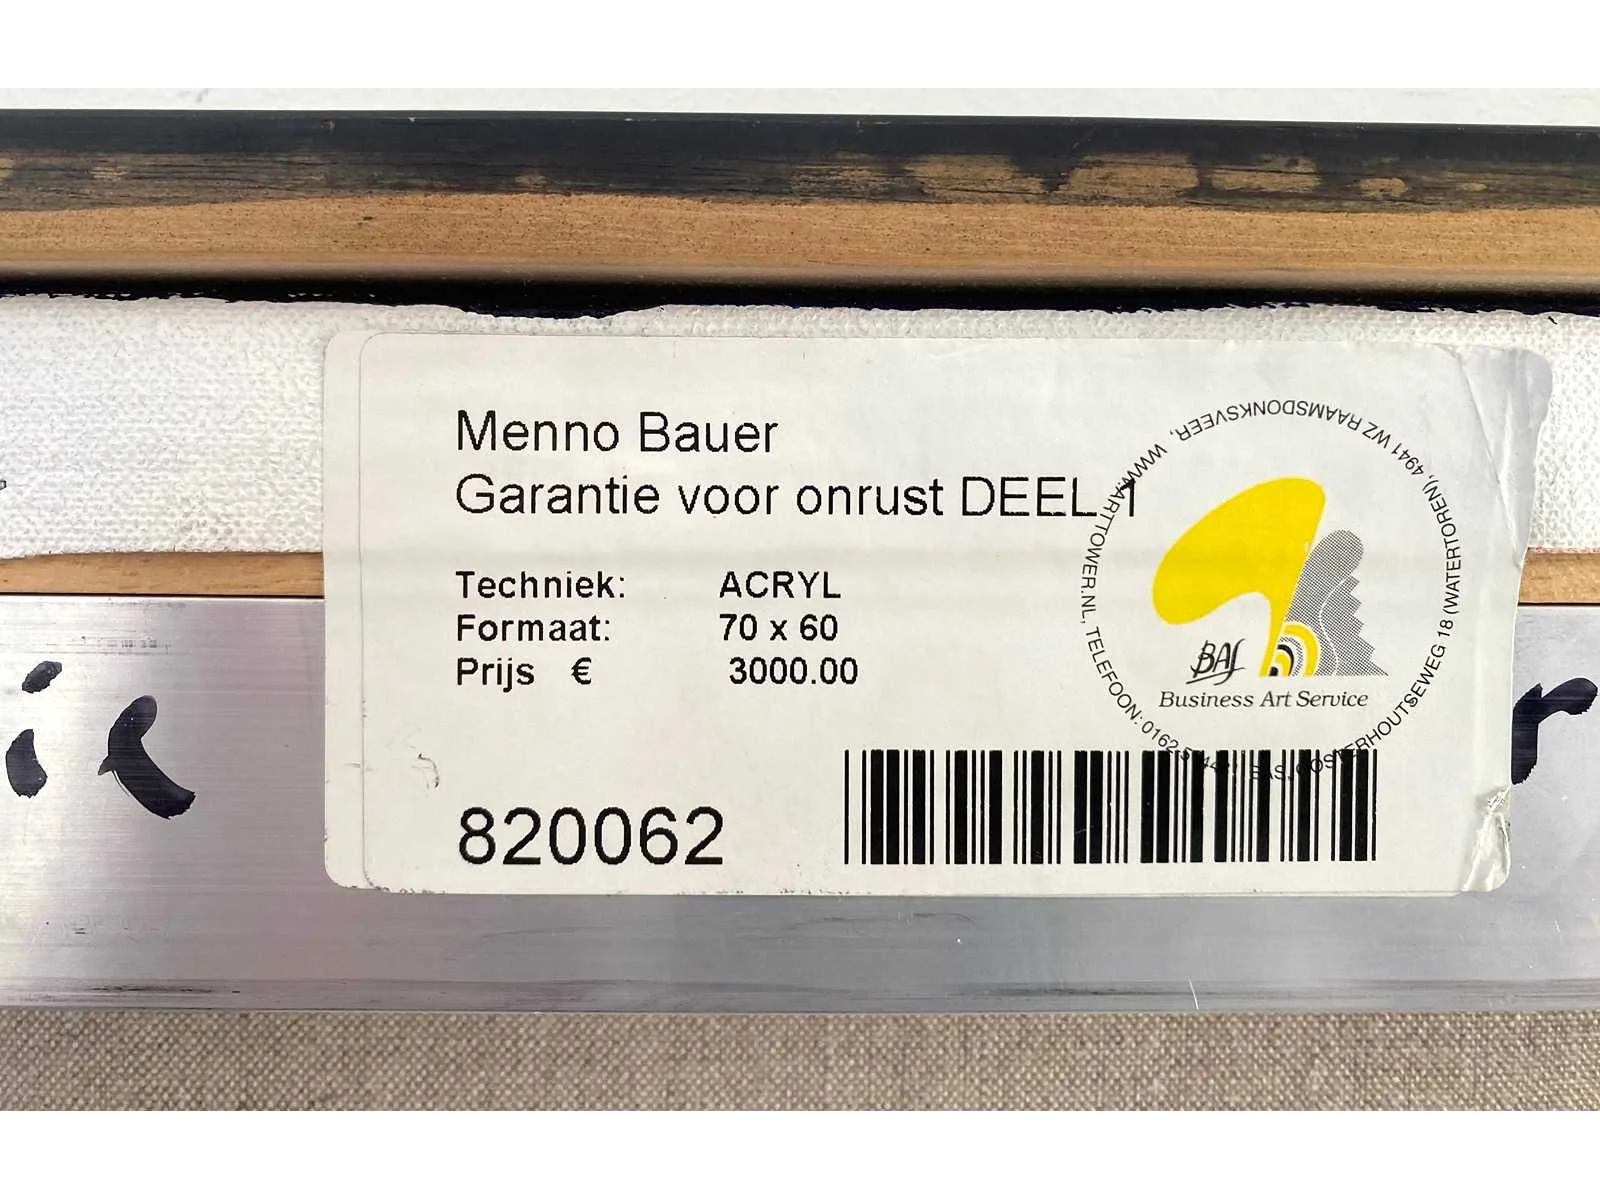 Menno Bauer
Garantie voor onrust DEEL 1
Techniek: ACRYL
Formaat: 70 x 60
Prijs € 3000.00
820062
BAS
Business Art Service
OOSTERHOUTSEWEG 18 (WATERTOREN), 4941 WZ RAAMSDONKSVEER, WWW.ARTTOWER.NL, TELEFOON: 0162